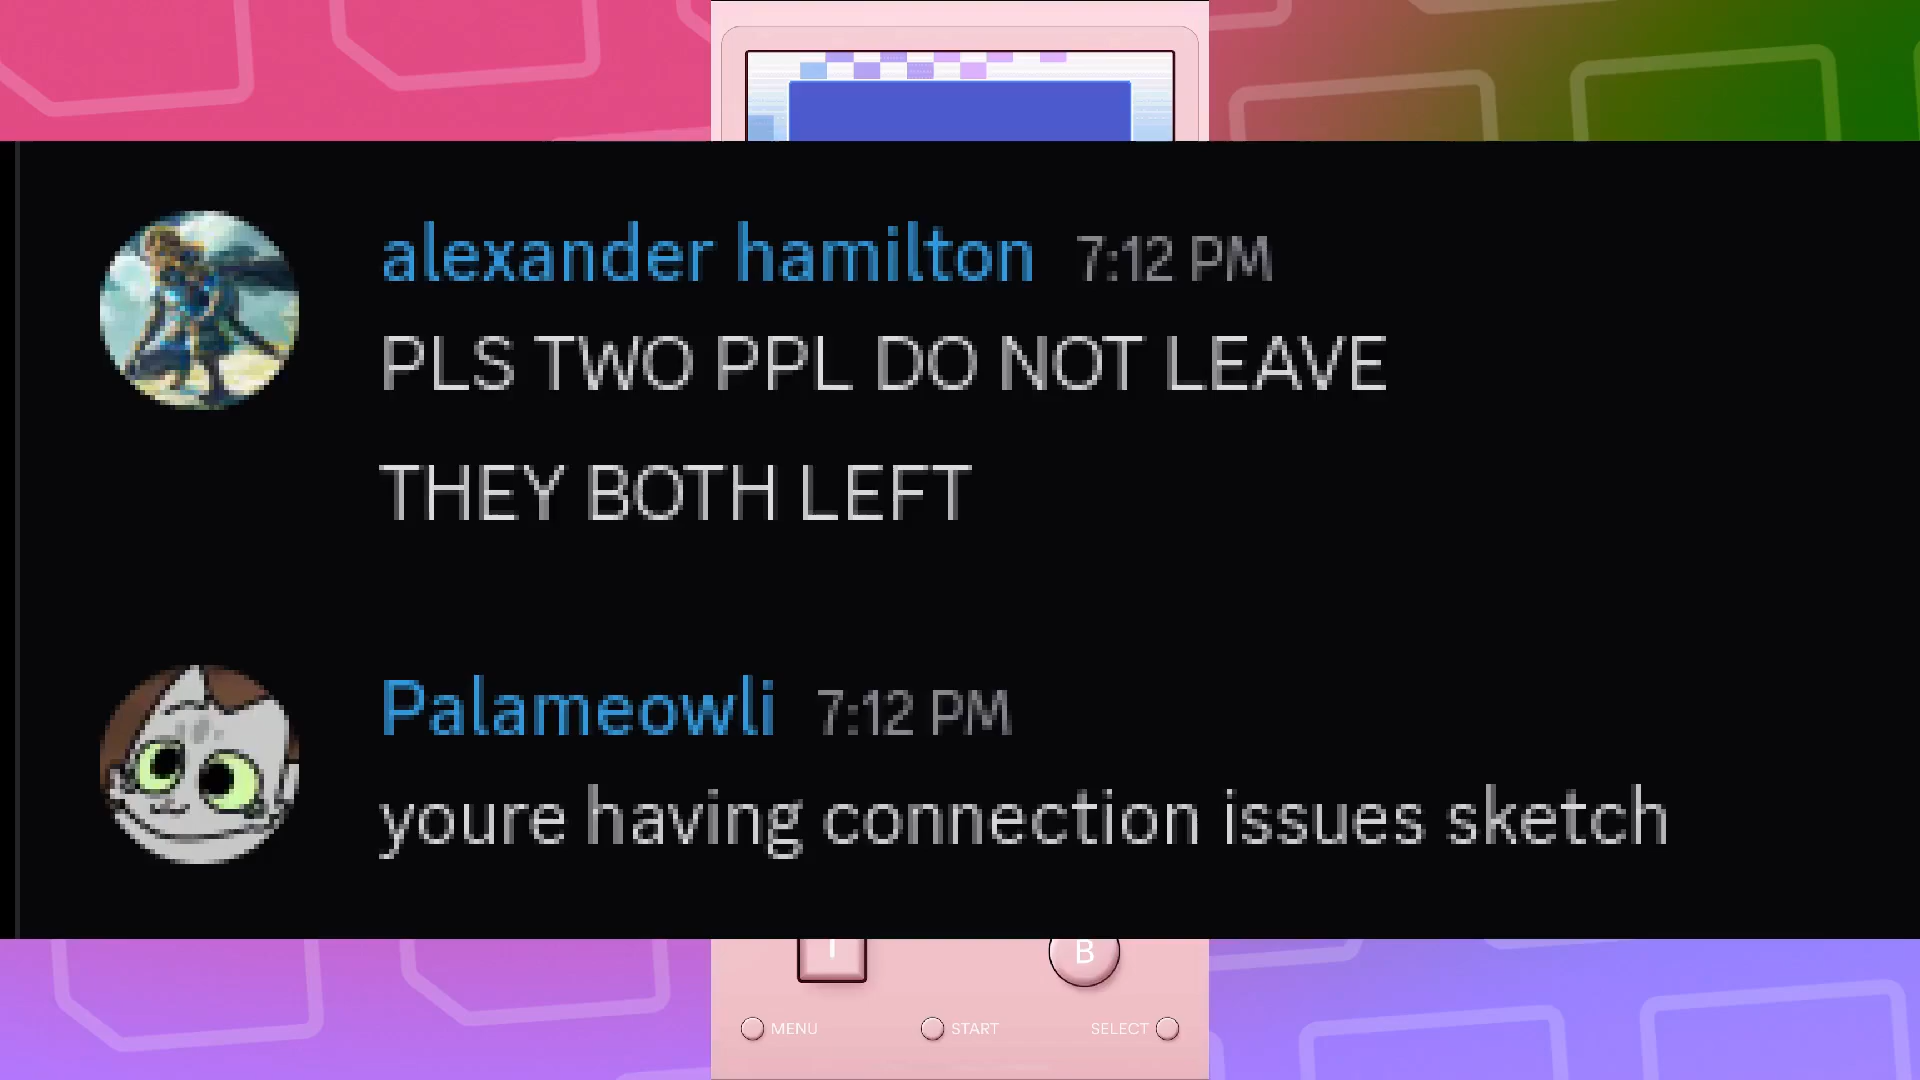 alexander hamilton 7:12 PM
PLS TWO PPL DO NOT LEAVE
THEY BOTH LEFT
Palameowli 7:12 PM
youre having connection issues sketch
B
MENU START SELECT